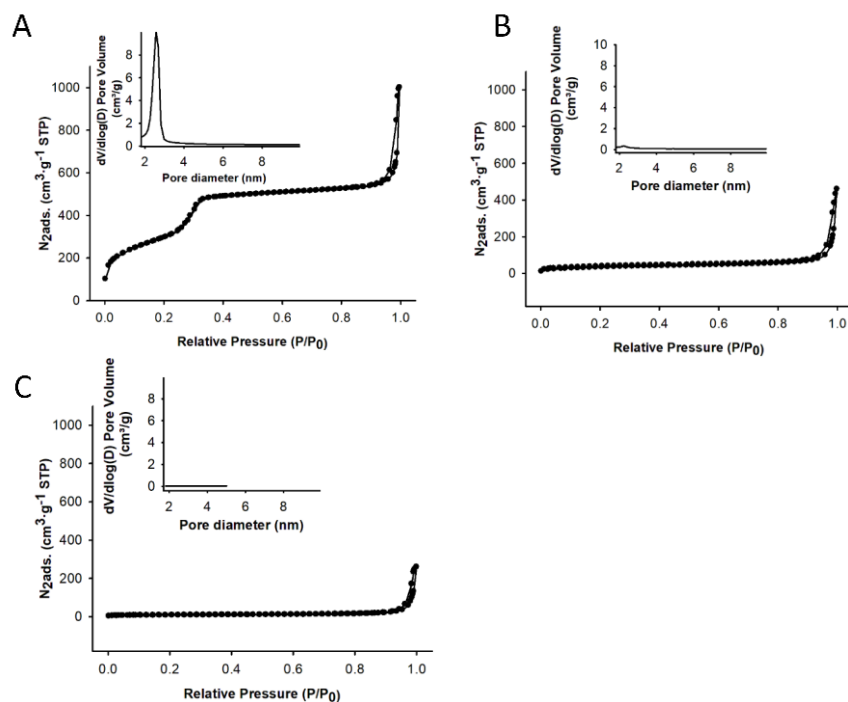 A
dV/dlog(D) Pore Volume
(cm³/g)
8
6
4
2
0
2 4 6 8
Pore diameter (nm)
N2ads. (cm3·g-1 STP)
1000
800
600
400
200
0
0.0 0.2 0.4 0.6 0.8 1.0
Relative Pressure (P/P0)
B
dV/dlog(D) Pore Volume
(cm³/g)
10
8
6
4
2
0
2 4 6 8
Pore diameter (nm)
N2ads. (cm3·g-1 STP)
1000
800
600
400
200
0
0.0 0.2 0.4 0.6 0.8 1.0
Relative Pressure (P/P0)
C
dV/dlog(D) Pore Volume
(cm³/g)
8
6
4
2
0
2 4 6 8
Pore diameter (nm)
N2ads. (cm3·g-1 STP)
1000
800
600
400
200
0
0.0 0.2 0.4 0.6 0.8 1.0
Relative Pressure (P/P0)